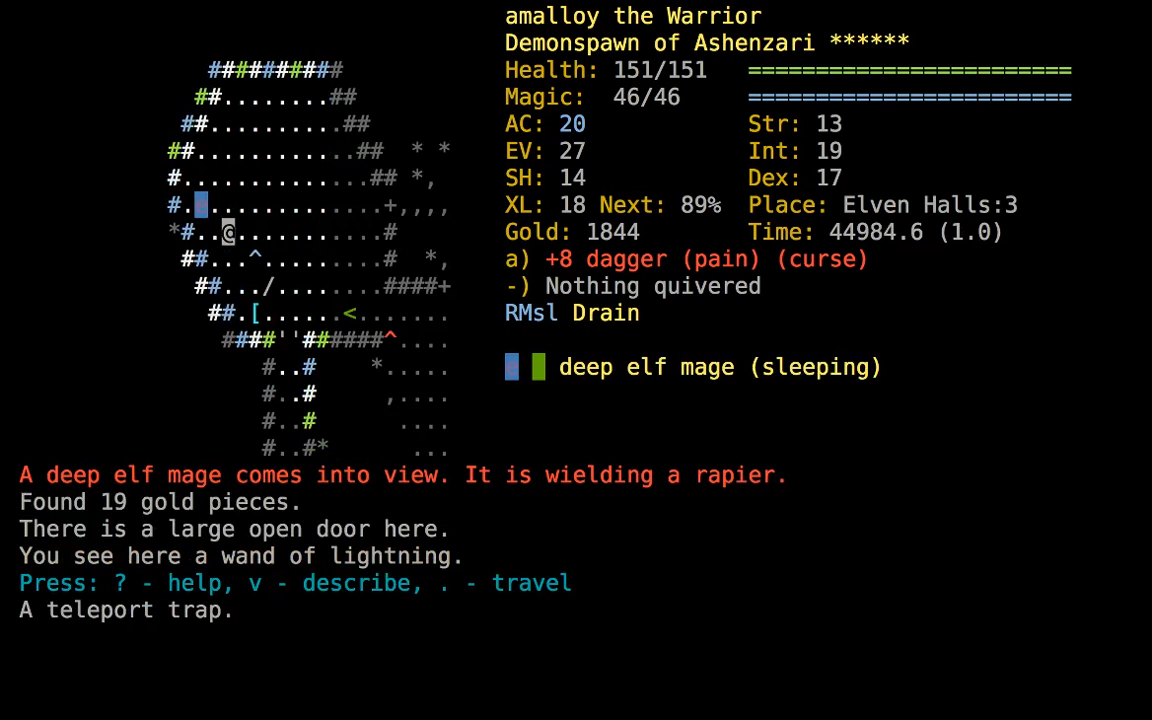 amalloy the Warrior
Demonspawn of Ashenzari ******
##########      Health: 151/151 ========================
##........##      Magic:  46/46 ========================
##..........##      AC: 20      Str: 13
##............##  * *      EV: 27      Int: 19
#..............## *,      SH: 14      Dex: 17
#.e.............+,,,,      XL: 18 Next: 89% Place: Elven Halls:3
*#..@...........#      Gold: 1844      Time: 44984.6 (1.0)
##...^.........#  *,      a) +8 dagger (pain) (curse)
##.../........####+      -) Nothing quivered
##.[......<.......      RMsl Drain
####''#######^....
#..#    *.....      e deep elf mage (sleeping)
#..#     ,....
#..#      ....
#..#*      ...
A deep elf mage comes into view. It is wielding a rapier.
Found 19 gold pieces.
There is a large open door here.
You see here a wand of lightning.
Press: ? - help, v - describe, . - travel
A teleport trap.